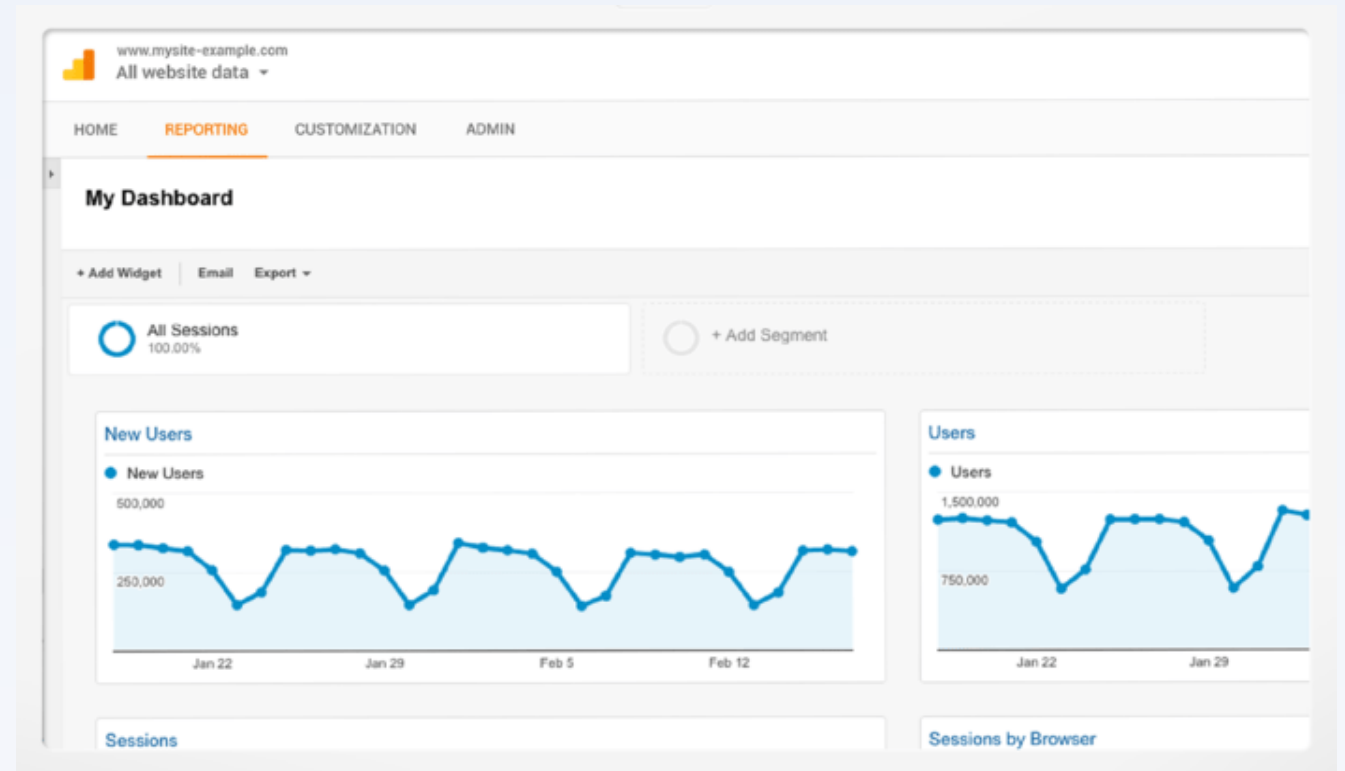 www.mysite-example.com
All website data
HOME REPORTING CUSTOMIZATION ADMIN
My Dashboard
+ Add Widget Email Export
All Sessions
100.00%
+ Add Segment
New Users
New Users
500,000
250,000
Jan 22 Jan 29 Feb 5 Feb 12
Users
Users
1,500,000
750,000
Jan 22 Jan 29
Sessions
Sessions by Browser